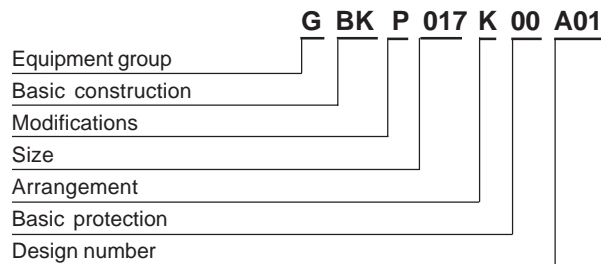 G BK P 017 K 00 A01
Equipment group
Basic construction
Modifications
Size
Arrangement
Basic protection
Design number